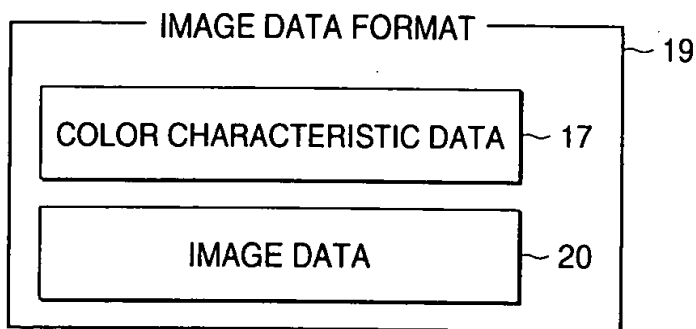 IMAGE DATA FORMAT
19
COLOR CHARACTERISTIC DATA 17
IMAGE DATA 20